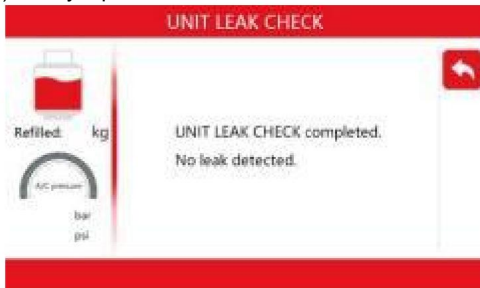 UNIT LEAK CHECK
Refilled: kg
UNIT LEAK CHECK completed.
No leak detected.
A/C pressure
bar
psi